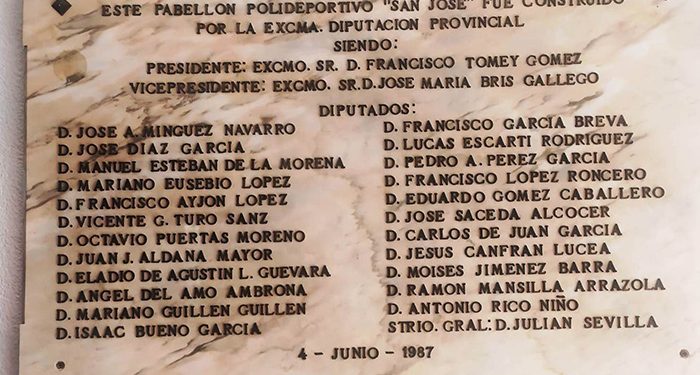 ESTE PABELLON POLIDEPORTIVO "SAN JOSE" FUE CONSTRUIDO
POR LA EXCMA. DIPUTACION PROVINCIAL
SIENDO:
PRESIDENTE: EXCMO. SR. D. FRANCISCO TOMEY GOMEZ
VICEPRESIDENTE: EXCMO. SR.D.JOSE MARIA BRIS GALLEGO
DIPUTADOS:
D. JOSE A. MINGUEZ NAVARRO
D. JOSE DIAZ GARCIA
D. MANUEL ESTEBAN DE LA MORENA
D. MARIANO EUSEBIO LOPEZ
D. FRANCISCO AYJON LOPEZ
D. VICENTE G. TURO SANZ
D. OCTAVIO PUERTAS MORENO
D. JUAN J. ALDANA MAYOR
D. ELADIO DE AGUSTIN L. GUEVARA
D. ANGEL DEL AMO AMBRONA
D. MARIANO GUILLEN GUILLEN
D. ISAAC BUENO GARCIA
D. FRANCISCO GARCIA BREVA
D. LUCAS ESCARTI RODRIGUEZ
D. PEDRO A. PEREZ GARCIA
D. FRANCISCO LOPEZ RONCERO
D. EDUARDO GOMEZ CABALLERO
D. JOSE SACEDA ALCOCER
D. CARLOS DE JUAN GARCIA
D. JESUS CANFRAN LUCEA
D. MOISES JIMENEZ BARRA
D. RAMON MANSILLA ARRAZOLA
D. ANTONIO RICO NIÑO
STRIO. GRAL: D. JULIAN SEVILLA
4 - JUNIO - 1987